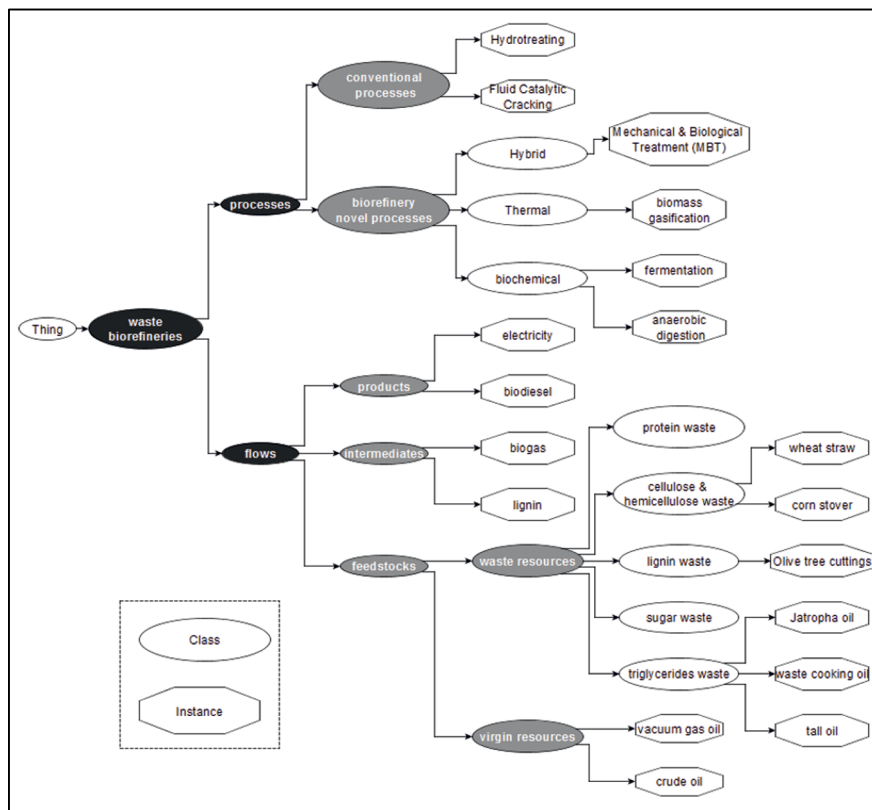 Hydrotreating
conventional
processes
Fluid Catalytic
Cracking
Mechanical & Biological
Treatment (MBT)
Hybrid
processes
biorefinery
novel processes
Thermal
biomass
gasification
biochemical
fermentation
anaerobic
digestion
Thing
waste
biorefineries
electricity
products
biodiesel
protein waste
flows
intermediates
biogas
wheat straw
cellulose &
hemicellulose waste
lignin
corn stover
feedstocks
waste resources
lignin waste
Olive tree cuttings
Class
sugar waste
Jatropha oil
triglycerides waste
waste cooking oil
Instance
virgin resources
vacuum gas oil
tall oil
crude oil